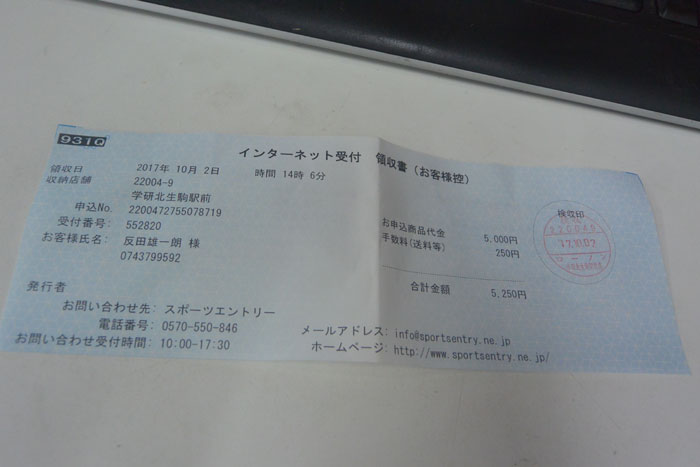 9310
インターネット受付 領収書(お客様控)
領収日 2017年 10月 2日 時間 14時 6分
収納店舗 22004-9
学研北生駒駅前
申込No. 2200472755078719
受付番号: 552820
お客様氏名: 反田雄一朗 様
0743799592
お申込商品代金 5,000円
手数料(送料等) 250円
合計金額 5,250円
検収印
220049
17.10.02
発行者
お問い合わせ先: スポーツエントリー
電話番号: 0570-550-846
お問い合わせ受付時間: 10:00-17:30
メールアドレス: info@sportsentry.ne.jp
ホームページ: http://www.sportsentry.ne.jp/